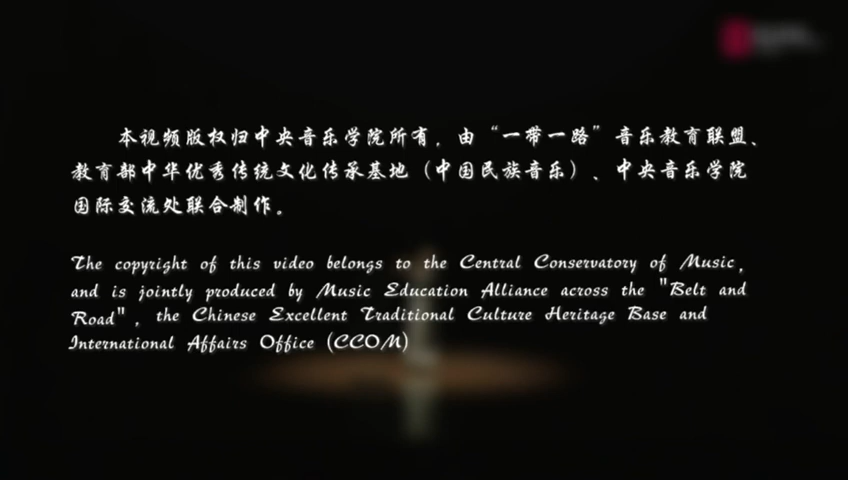 本视频版权归中央音乐学院所有，由“一带一路”音乐教育联盟、
教育部中华优秀传统文化传承基地（中国民族音乐）、中央音乐学院
国际交流处联合制作。
The copyright of this video belongs to the Central Conservatory of Music,
and is jointly produced by Music Education Alliance across the "Belt and
Road", the Chinese Excellent Traditional Culture Heritage Base and
International Affairs Office (CCOM)